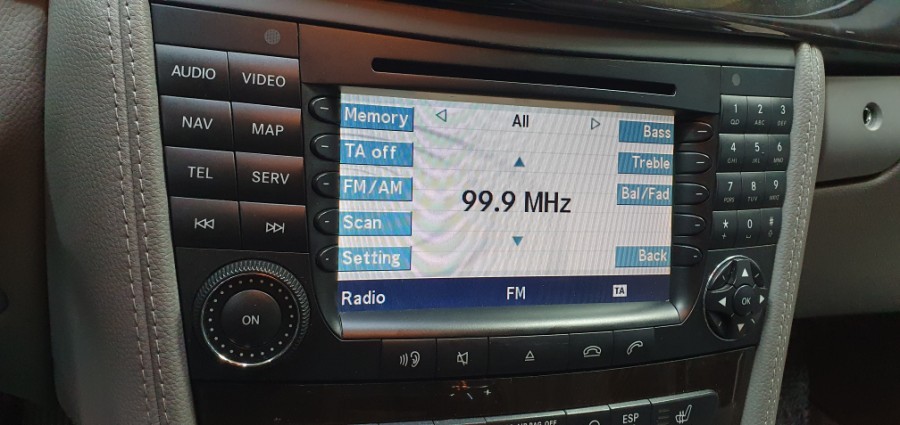 AUDIO
VIDEO
NAV
MAP
TEL
SERV
ON
Memory
TA off
FM/AM
Scan
Setting
All
99.9 MHz
Bass
Treble
Bal/Fad
Back
Radio FM TA
1 2 3
ABC
4 5 6
7 8 9
* 0 #
OK
ESP